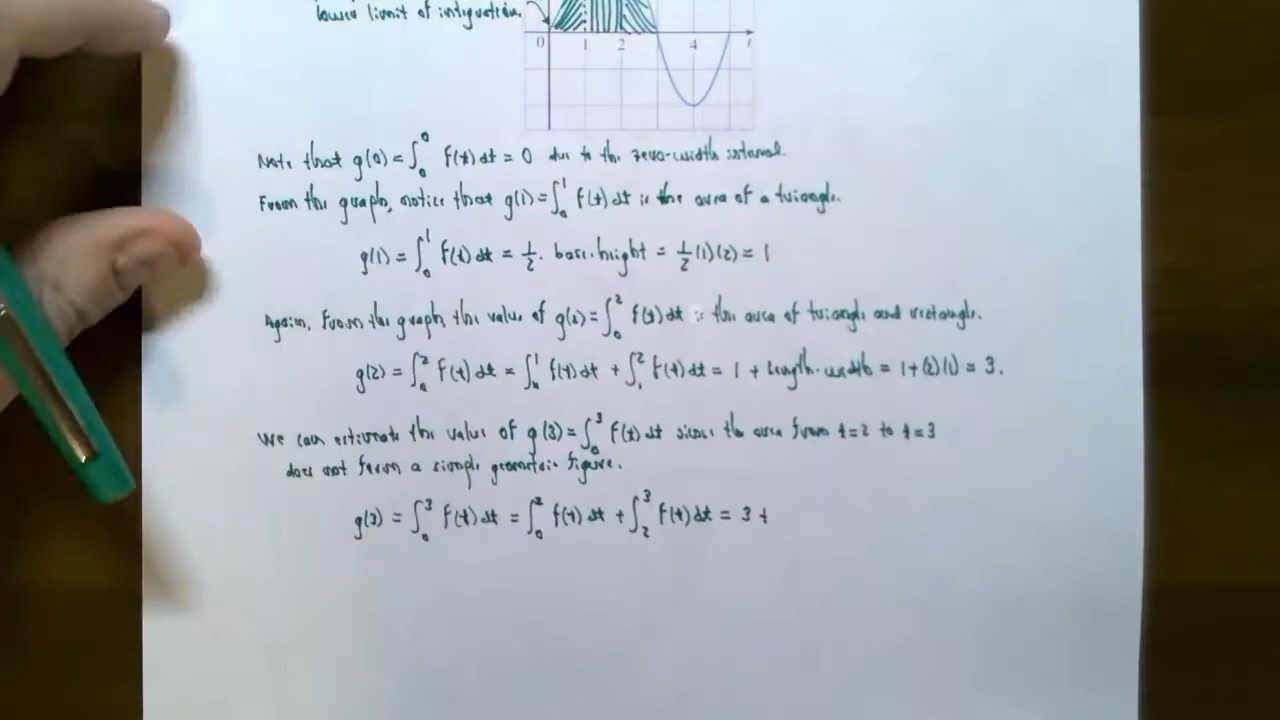 lower limit of integration.
0 1 2 4 t
Note that g(0) = ∫₀⁰ f(t) dt = 0 due to the zero-width interval.
From the graph, notice that g(1) = ∫₀¹ f(t) dt is the area of a triangle.
g(1) = ∫₀¹ f(t) dt = 1/2 · base · height = 1/2 (1)(2) = 1
Again, from the graph, the value of g(2) = ∫₀² f(t) dt is the area of triangle and rectangle.
g(2) = ∫₀² f(t) dt = ∫₀¹ f(t) dt + ∫₁² f(t) dt = 1 + length · width = 1 + (2)(1) = 3.
We can estimate the value of g(3) = ∫₀³ f(t) dt since the area from t=2 to t=3
does not form a simple geometric figure.
g(3) = ∫₀³ f(t) dt = ∫₀² f(t) dt + ∫₂³ f(t) dt = 3 +